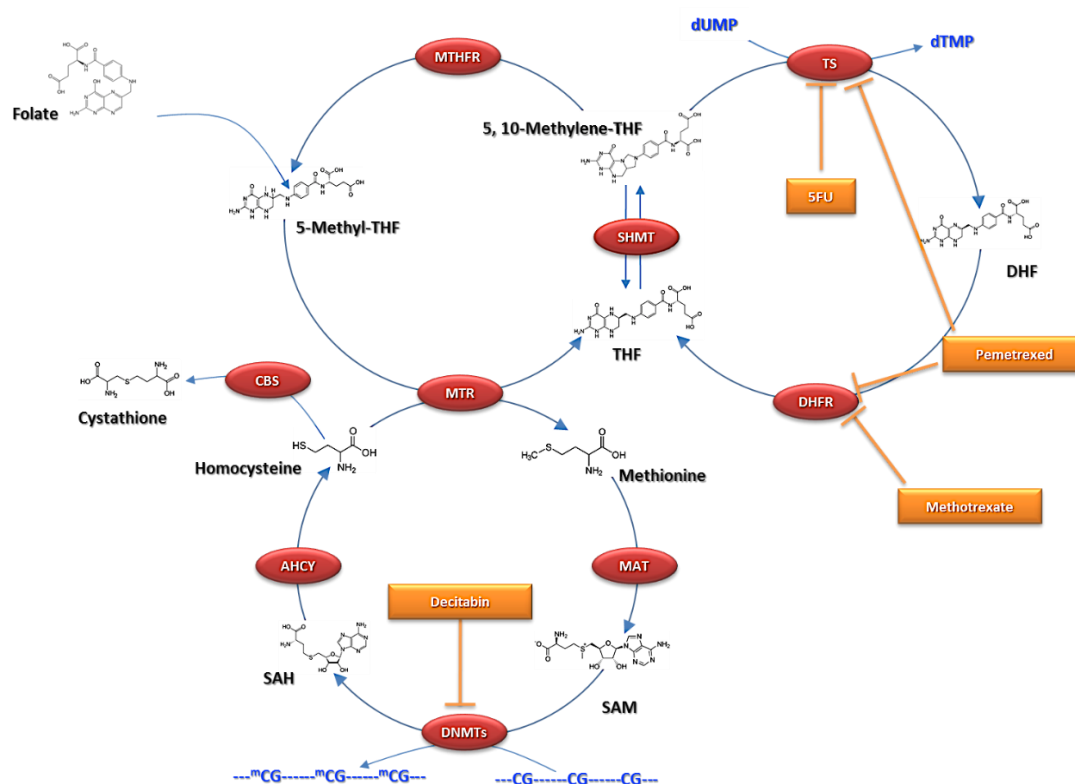 dUMP
dTMP
MTHFR
TS
Folate
5, 10-Methylene-THF
5FU
5-Methyl-THF
SHMT
DHF
THF
Pemetrexed
CBS
MTR
DHFR
Cystathione
Homocysteine
Methionine
Methotrexate
AHCY
MAT
Decitabin
SAH
SAM
DNMTs
---ᵐCG------ᵐCG------ᵐCG---
---CG------CG------CG---